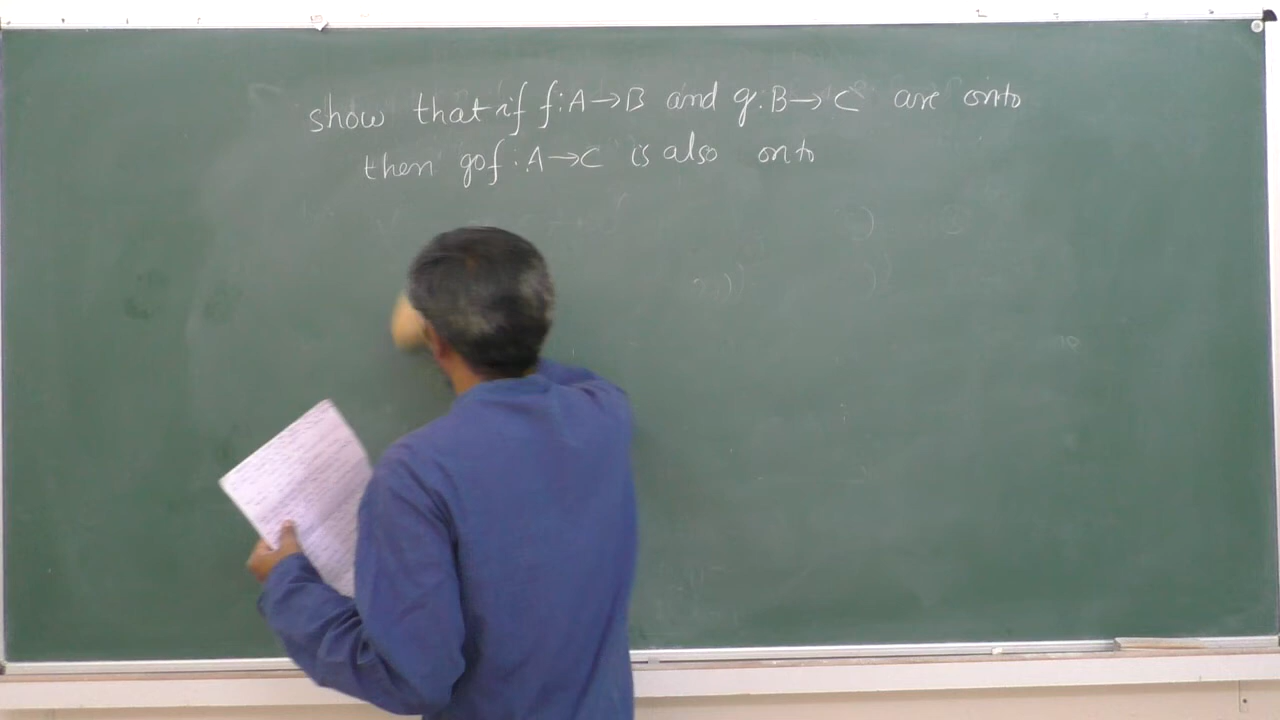 show that if f:A→B and g:B→C are onto
then gof:A→C is also onto